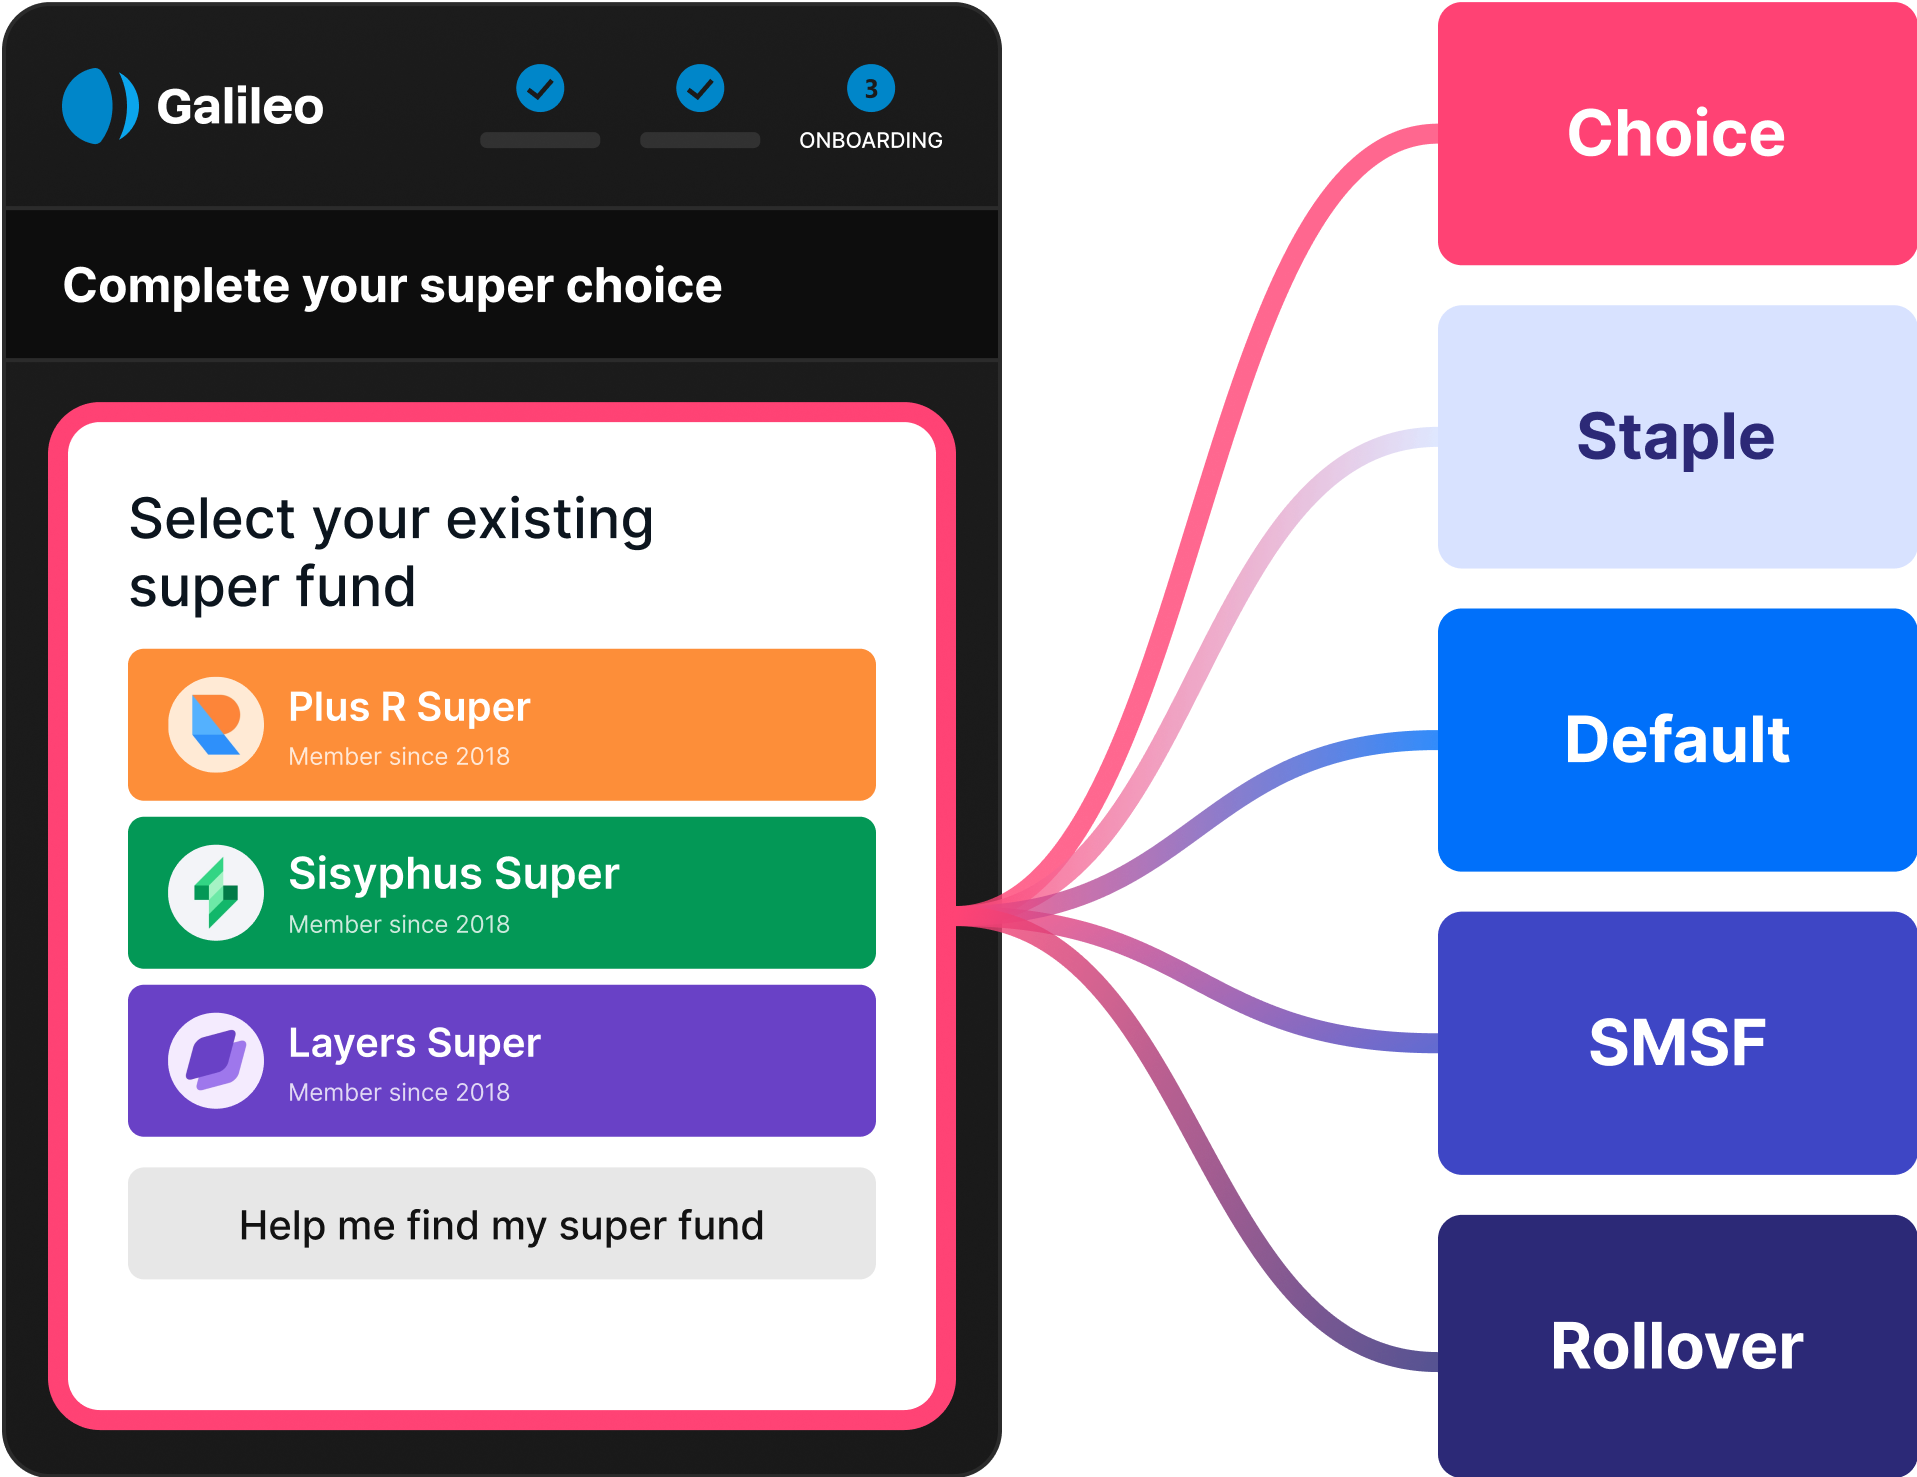 Galileo
3
ONBOARDING
Complete your super choice
Select your existing
super fund
Plus R Super
Member since 2018
Sisyphus Super
Member since 2018
Layers Super
Member since 2018
Help me find my super fund
Choice
Staple
Default
SMSF
Rollover